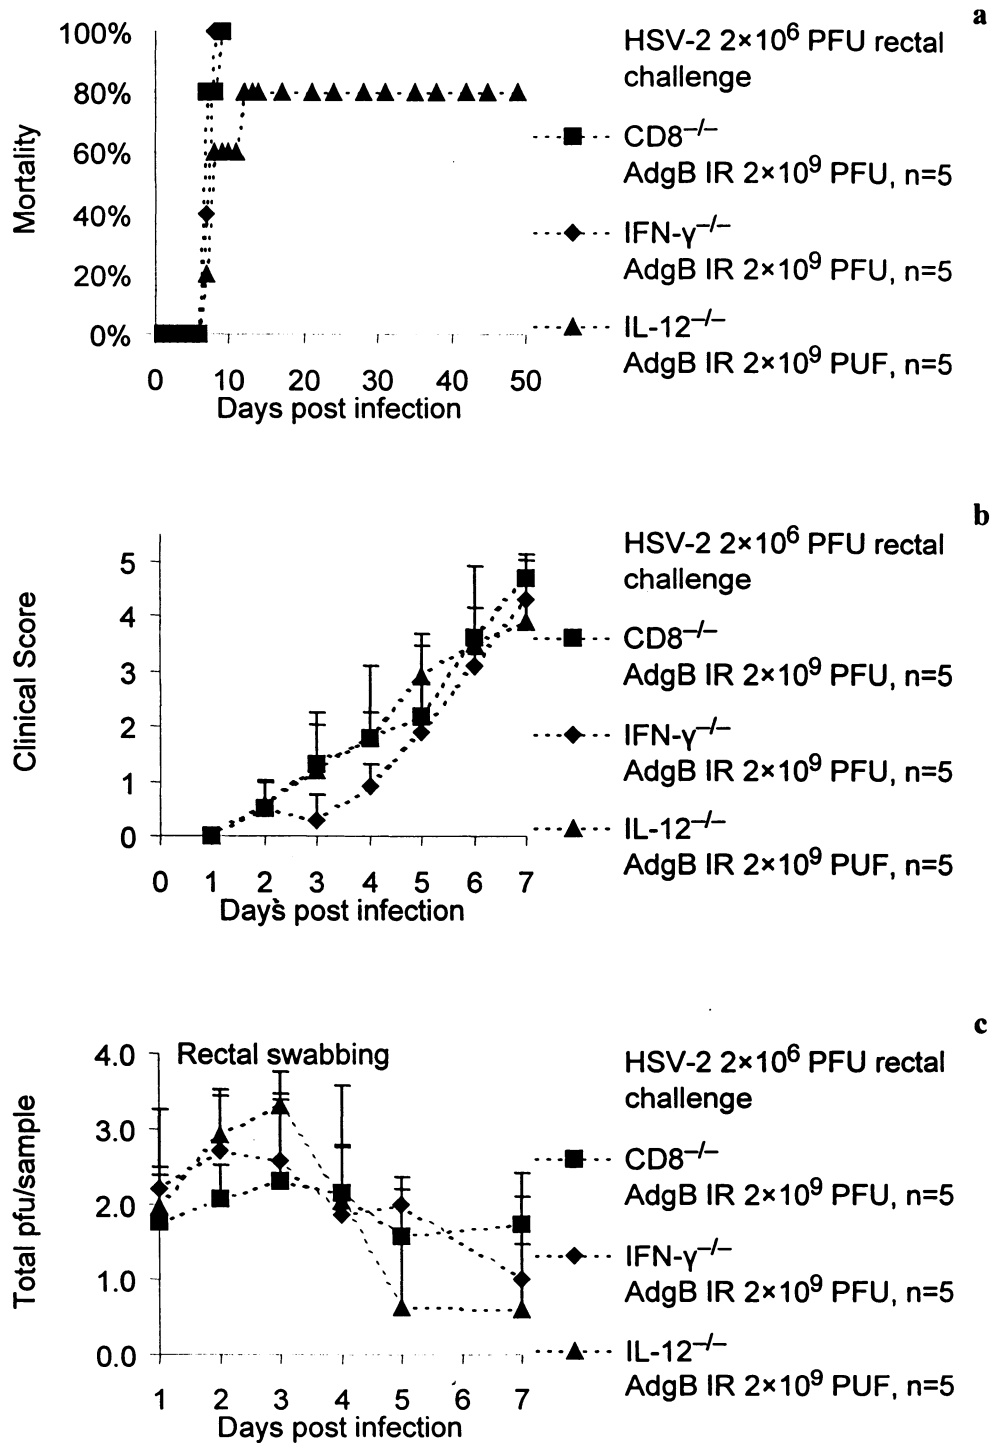 a
100%
80%
60%
40%
20%
0%
Mortality
0 10 20 30 40 50
Days post infection
HSV-2 2×10⁶ PFU rectal
challenge
CD8⁻/⁻
AdgB IR 2×10⁹ PFU, n=5
IFN-γ⁻/⁻
AdgB IR 2×10⁹ PFU, n=5
IL-12⁻/⁻
AdgB IR 2×10⁹ PUF, n=5
b
5
4
3
2
1
0
Clinical Score
0 1 2 3 4 5 6 7
Days post infection
HSV-2 2×10⁶ PFU rectal
challenge
CD8⁻/⁻
AdgB IR 2×10⁹ PFU, n=5
IFN-γ⁻/⁻
AdgB IR 2×10⁹ PFU, n=5
IL-12⁻/⁻
AdgB IR 2×10⁹ PUF, n=5
c
Rectal swabbing
4.0
3.0
2.0
1.0
0.0
Total pfu/sample
1 2 3 4 5 6 7
Days post infection
HSV-2 2×10⁶ PFU rectal
challenge
CD8⁻/⁻
AdgB IR 2×10⁹ PFU, n=5
IFN-γ⁻/⁻
AdgB IR 2×10⁹ PFU, n=5
IL-12⁻/⁻
AdgB IR 2×10⁹ PUF, n=5